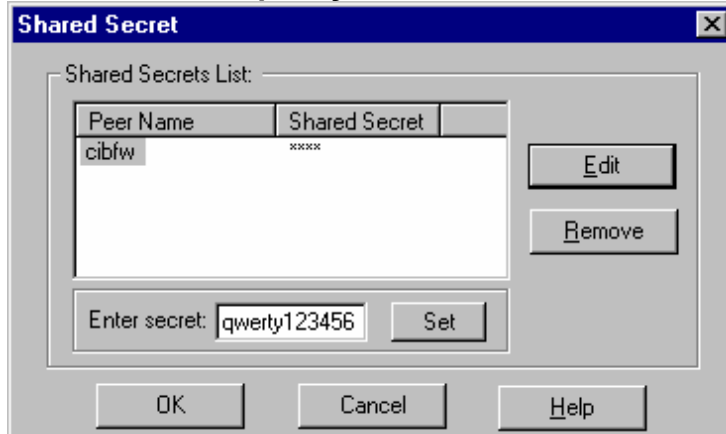 Shared Secret
Shared Secrets List:
Peer Name Shared Secret
cibfw ****
Edit
Remove
Enter secret: qwerty123456 Set
OK Cancel Help